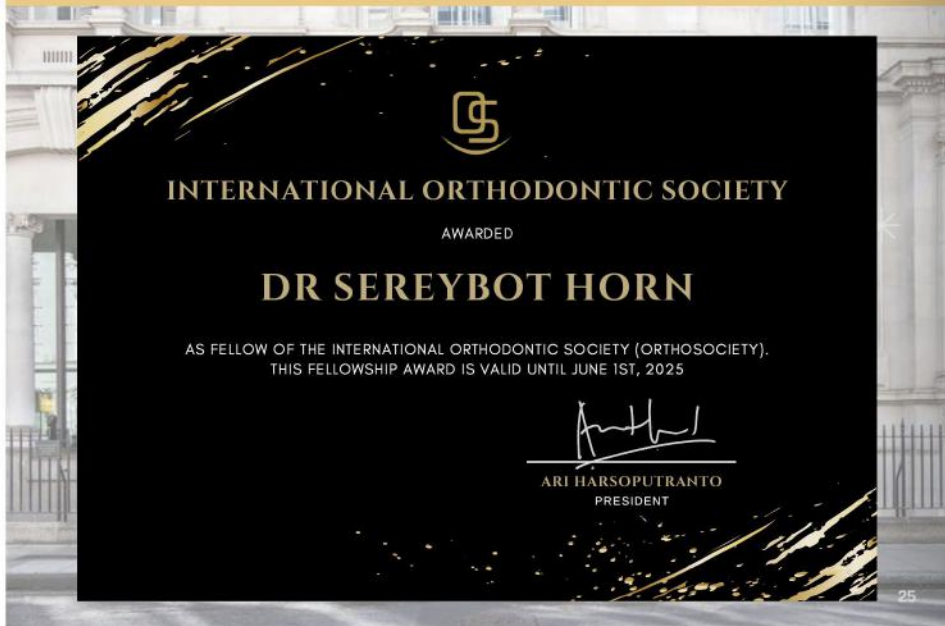 OS
INTERNATIONAL ORTHODONTIC SOCIETY
AWARDED
DR SEREYBOT HORN
AS FELLOW OF THE INTERNATIONAL ORTHODONTIC SOCIETY (ORTHOSOCIETY).
THIS FELLOWSHIP AWARD IS VALID UNTIL JUNE 1ST, 2025
ARI HARSOPUTRANTO
PRESIDENT
25